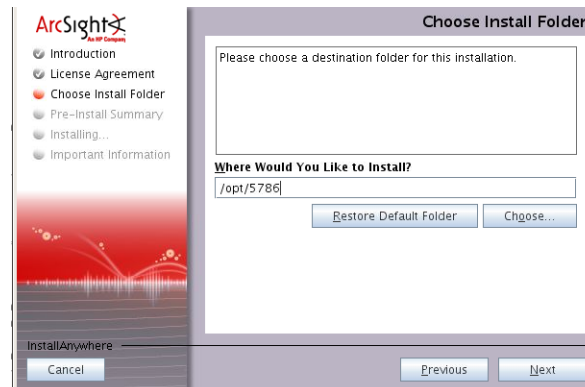 ArcSight
An HP Company
Choose Install Folder
Introduction
License Agreement
Choose Install Folder
Pre-Install Summary
Installing...
Important Information
Please choose a destination folder for this installation.
Where Would You Like to Install?
/opt/5786
Restore Default Folder
Choose...
InstallAnywhere
Cancel
Previous
Next